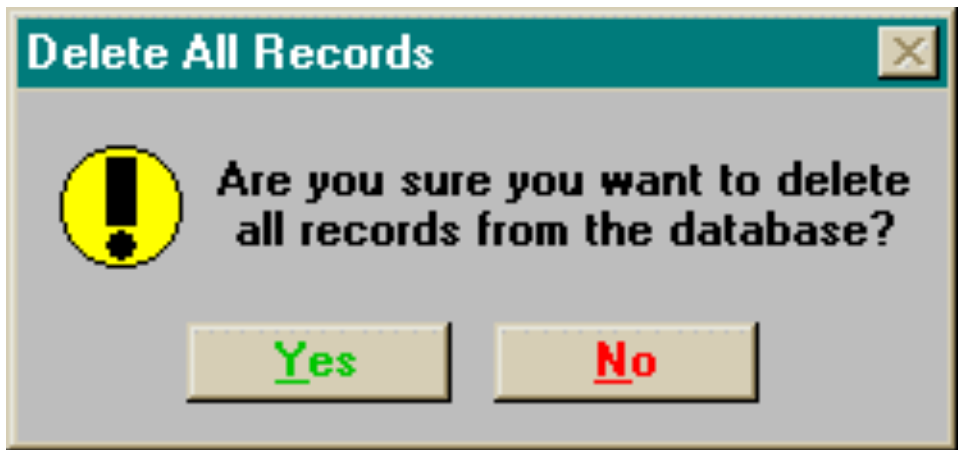 Delete All Records
Are you sure you want to delete
all records from the database?
Yes
No